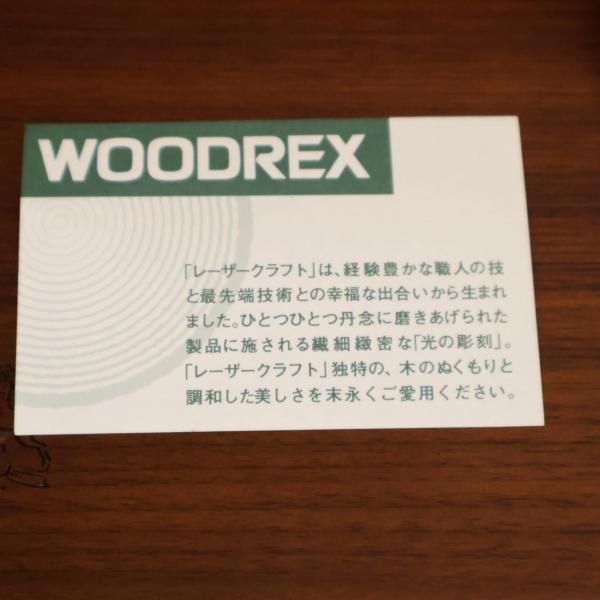 WOODREX
「レーザークラフト」は、経験豊かな職人の技
と最先端技術との幸福な出合いから生まれ
ました。ひとつひとつ丹念に磨きあげられた
製品に施される繊細緻密な「光の彫刻」。
「レーザークラフト」独特の、木のぬくもりと
調和した美しさを末永くご愛用ください。